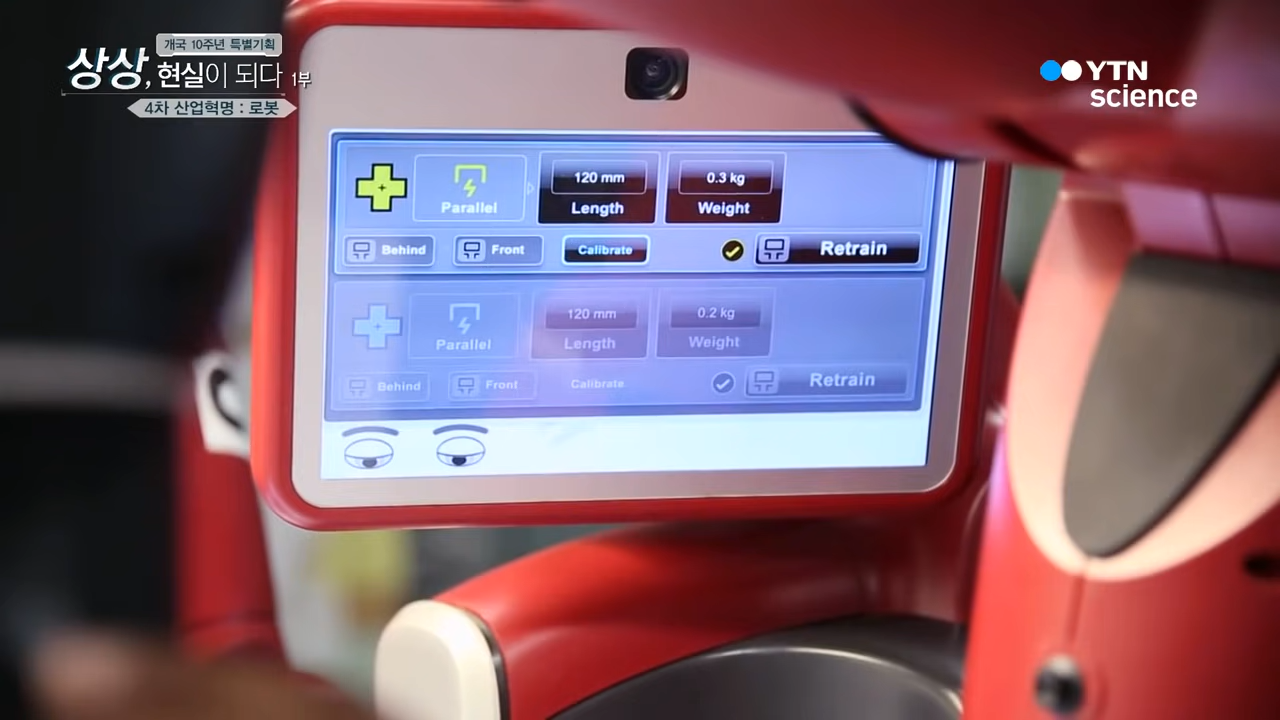 개국 10주년 특별기획
상상, 현실이 되다 1부
4차 산업혁명 : 로봇
YTN
science
120 mm
0.3 kg
Parallel
Length
Weight
Behind
Front
Calibrate
Retrain
120 mm
0.2 kg
Parallel
Length
Weight
Behind
Front
Calibrate
Retrain